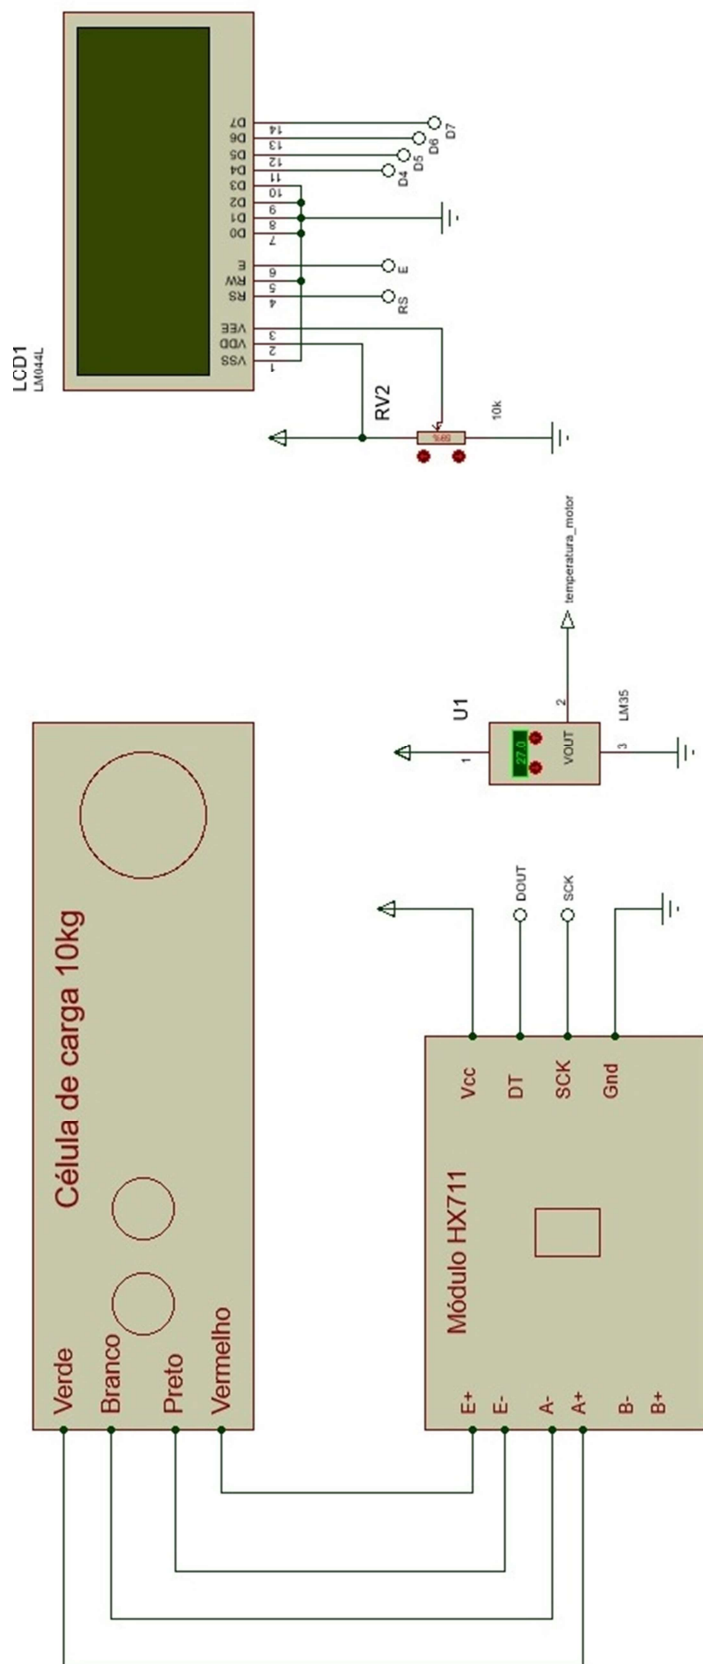 LCD1
LM044L
D7
D6
D5
D4
D3
D2
D1
D0
E
RW
RS
VEE
VDD
VSS
14
13
12
11
10
9
8
7
6
5
4
3
2
1
D7
D6
D5
D4
E
RS
RV2
59%
10k
temperatura_motor
U1
1
27.0
VOUT
2
3
LM35
Célula de carga 10kg
Verde
Branco
Preto
Vermelho
DOUT
SCK
Vcc
DT
SCK
Gnd
Módulo HX711
E+
E-
A-
A+
B-
B+